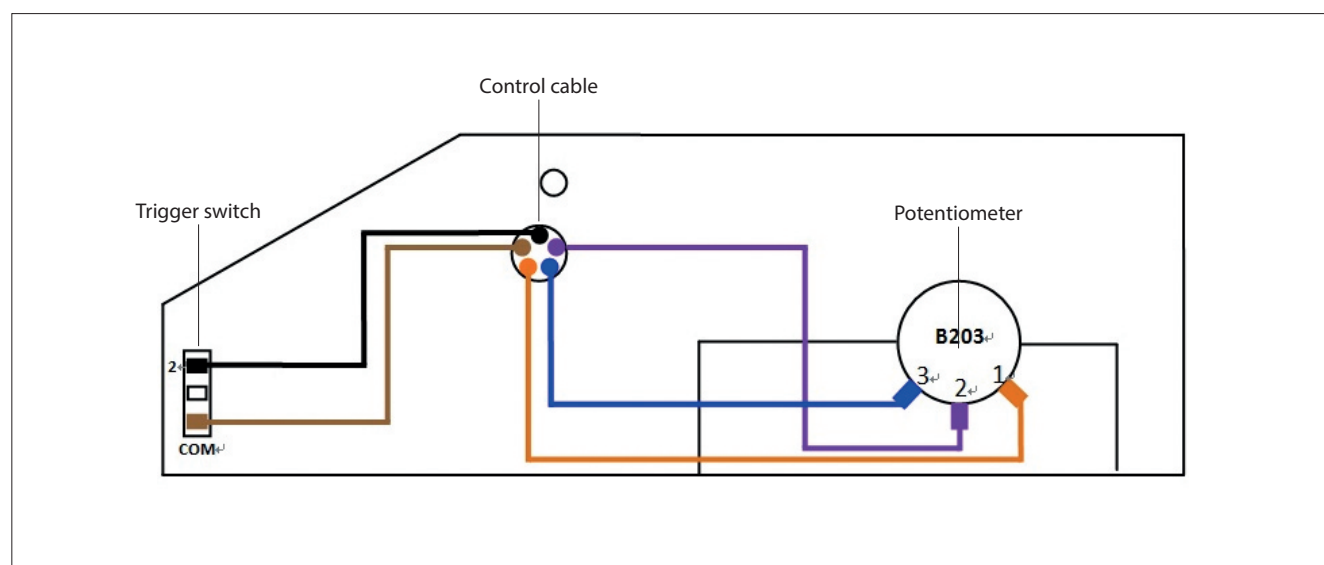 Control cable
Trigger switch
Potentiometer
B203↵
3↵
2↵
1↵
2↵
COM↵